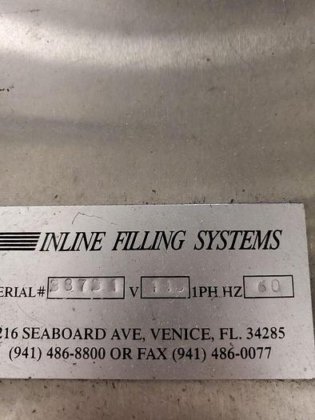 INLINE FILLING SYSTEMS
ERIAL# V 1PH HZ 60
216 SEABOARD AVE, VENICE, FL. 34285
(941) 486-8800 OR FAX (941) 486-0077